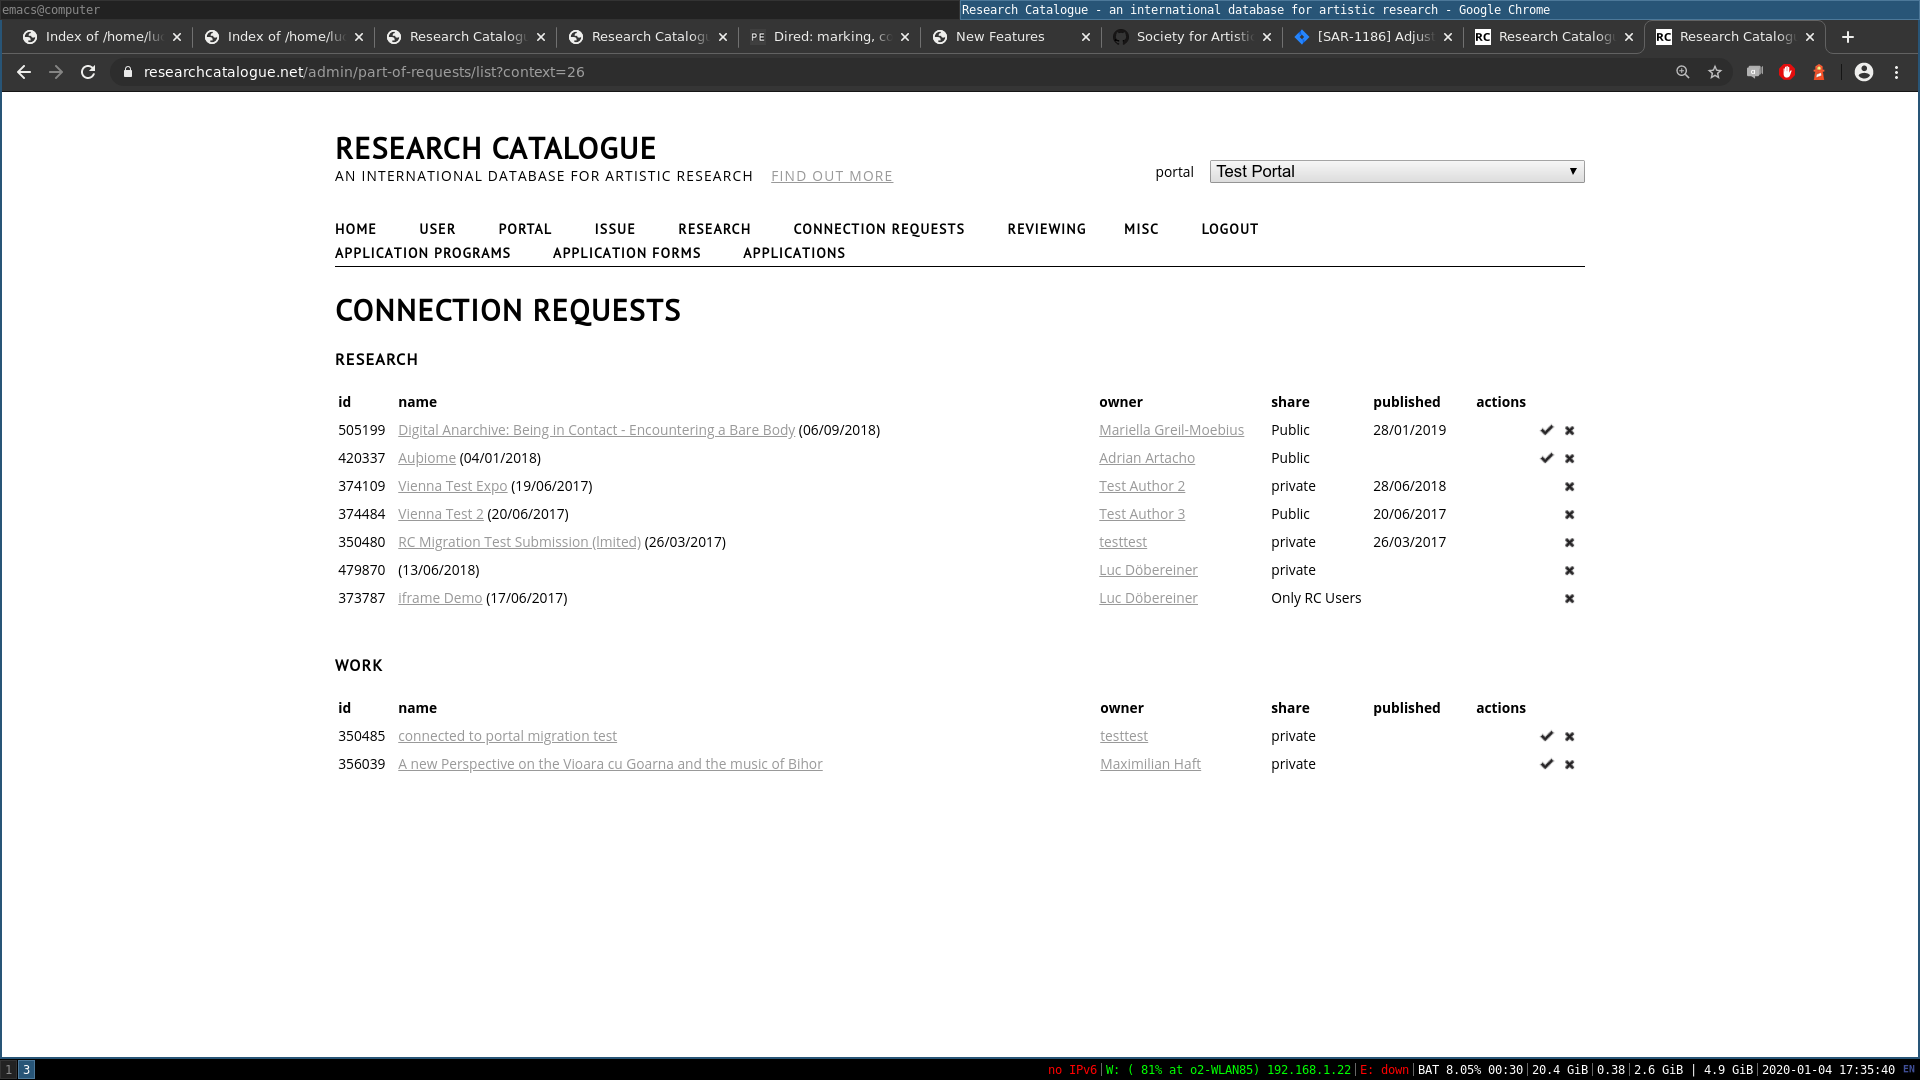 emacs@computer
Research Catalogue - an international database for artistic research - Google Chrome
Index of /home/lu
Index of /home/lu
Research Catalog
Research Catalog
PE Dired: marking, co
New Features
Society for Artisti
[SAR-1186] Adjust
RC Research Catalog
RC Research Catalog
researchcatalogue.net/admin/part-of-requests/list?context=26
RESEARCH CATALOGUE
AN INTERNATIONAL DATABASE FOR ARTISTIC RESEARCH FIND OUT MORE
portal Test Portal
HOME USER PORTAL ISSUE RESEARCH CONNECTION REQUESTS REVIEWING MISC LOGOUT
APPLICATION PROGRAMS APPLICATION FORMS APPLICATIONS
CONNECTION REQUESTS
RESEARCH
id name owner share published actions
505199 Digital Anarchive: Being in Contact - Encountering a Bare Body (06/09/2018) Mariella Greil-Moebius Public 28/01/2019
420337 Auþiome (04/01/2018) Adrian Artacho Public
374109 Vienna Test Expo (19/06/2017) Test Author 2 private 28/06/2018
374484 Vienna Test 2 (20/06/2017) Test Author 3 Public 20/06/2017
350480 RC Migration Test Submission (lmited) (26/03/2017) testtest private 26/03/2017
479870 (13/06/2018) Luc Döbereiner private
373787 iframe Demo (17/06/2017) Luc Döbereiner Only RC Users
WORK
id name owner share published actions
350485 connected to portal migration test testtest private
356039 A new Perspective on the Vioara cu Goarna and the music of Bihor Maximilian Haft private
1 3 no IPv6|W: ( 81% at o2-WLAN85) 192.168.1.22|E: down|BAT 8.05% 00:30|20.4 GiB|0.38|2.6 GiB | 4.9 GiB|2020-01-04 17:35:40 EN